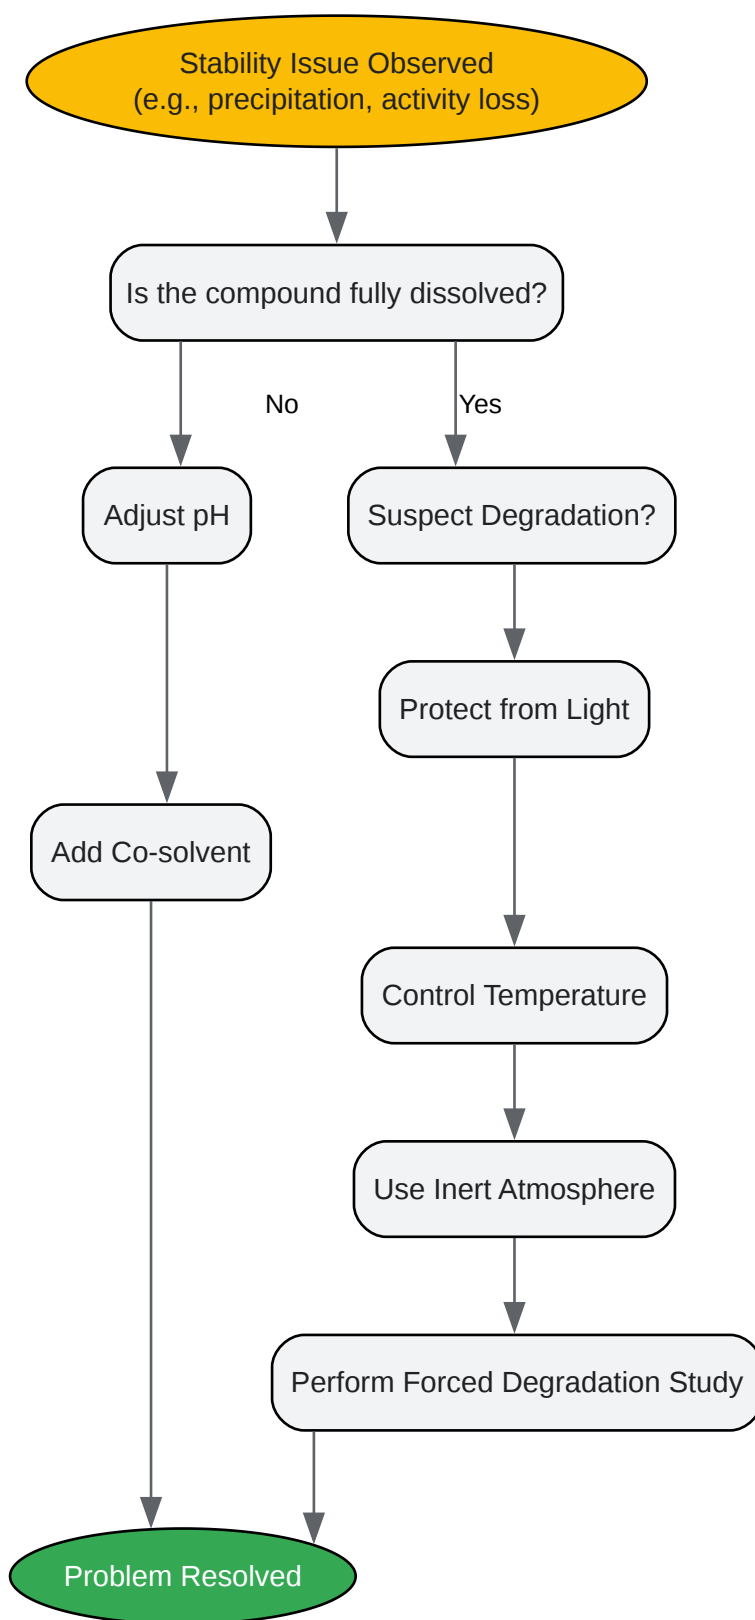 Stability Issue Observed
(e.g., precipitation, activity loss)
Is the compound fully dissolved?
No
Yes
Adjust pH
Suspect Degradation?
Protect from Light
Add Co-solvent
Control Temperature
Use Inert Atmosphere
Perform Forced Degradation Study
Problem Resolved